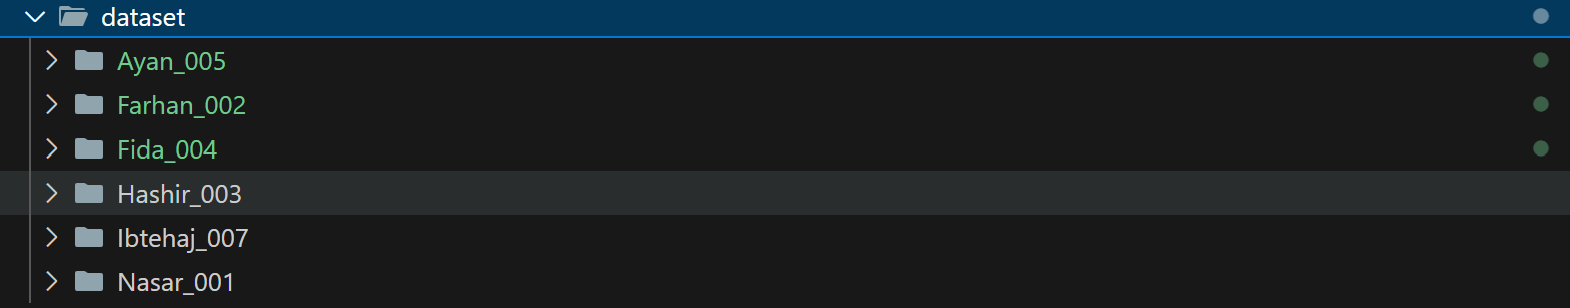 dataset
Ayan_005
Farhan_002
Fida_004
Hashir_003
Ibtehaj_007
Nasar_001